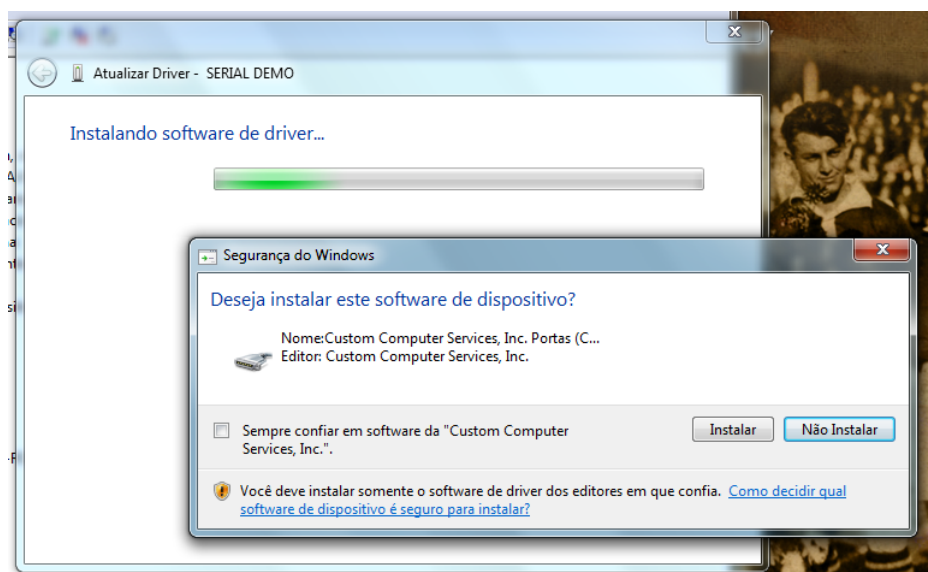 Atualizar Driver - SERIAL DEMO
Instalando software de driver...
Segurança do Windows
Deseja instalar este software de dispositivo?
Nome:Custom Computer Services, Inc. Portas (C...
Editor: Custom Computer Services, Inc.
Sempre confiar em software da "Custom Computer
Services, Inc.".
Instalar
Não Instalar
Você deve instalar somente o software de driver dos editores em que confia. Como decidir qual
software de dispositivo é seguro para instalar?